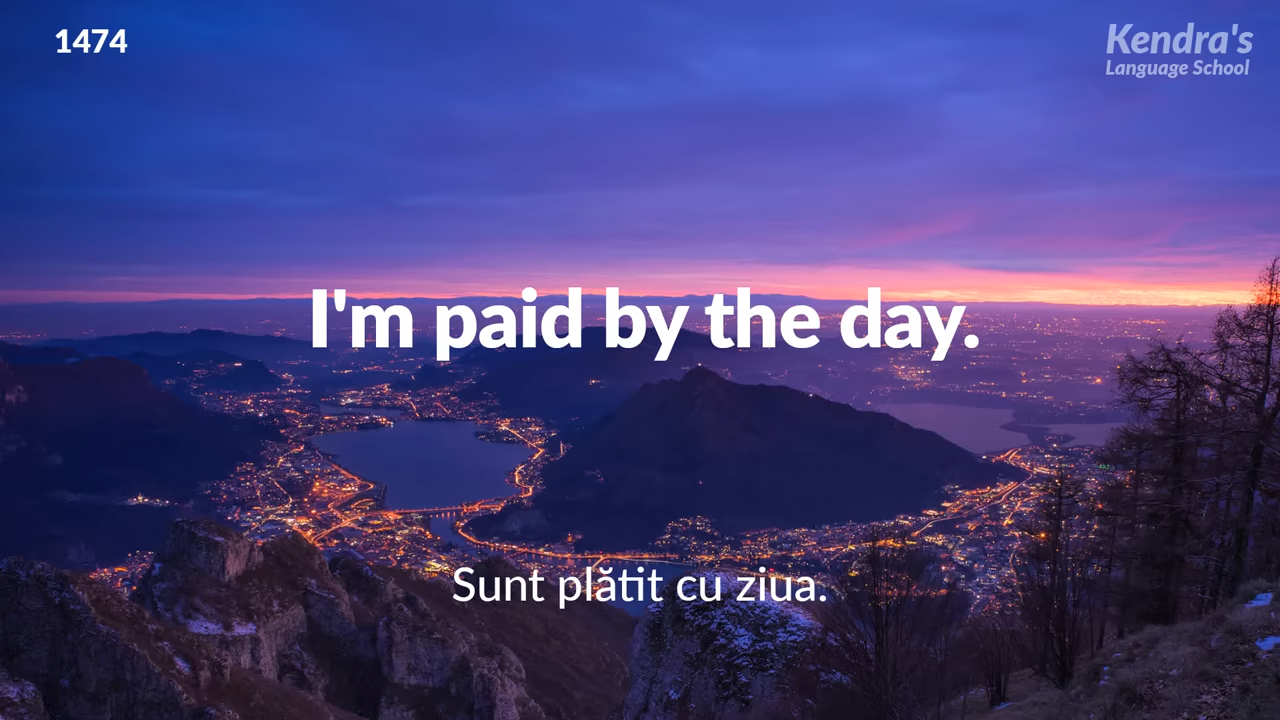 1474
Kendra's
Language School
I'm paid by the day.
Sunt plătit cu ziua.